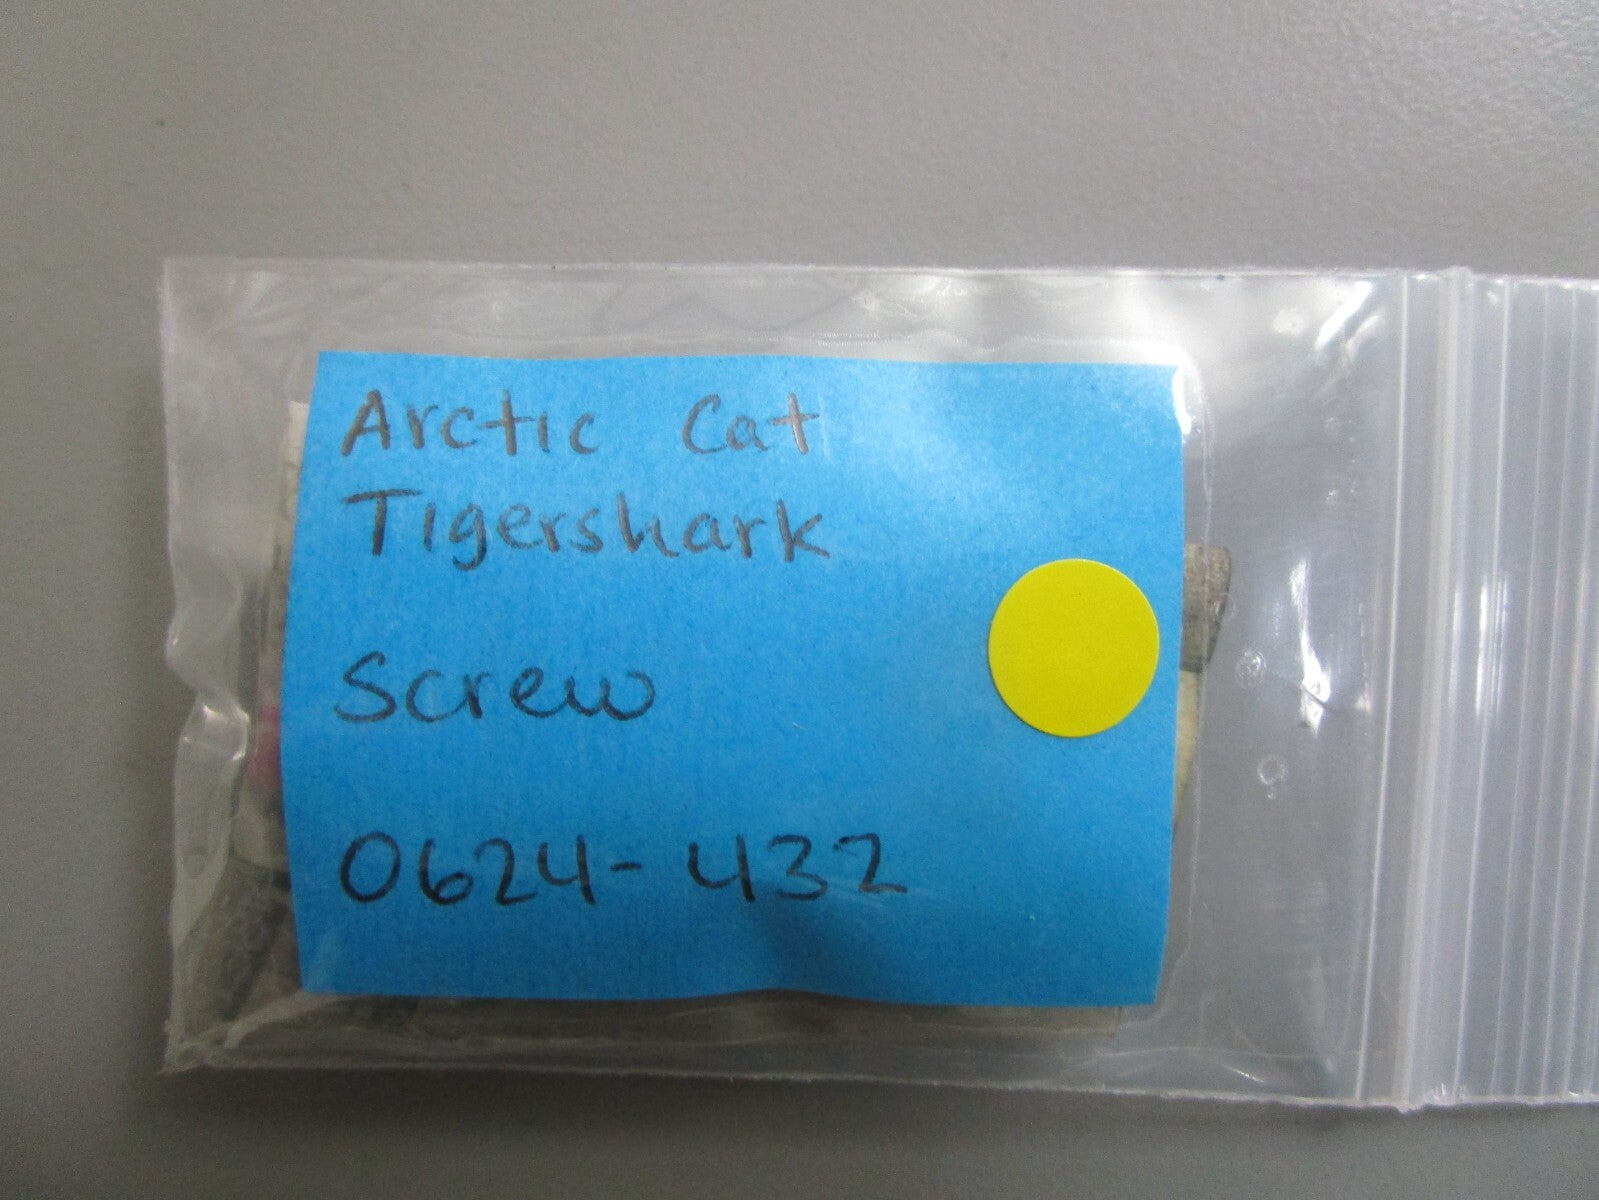 Arctic Cat
Tigershark
Screw
0624-432